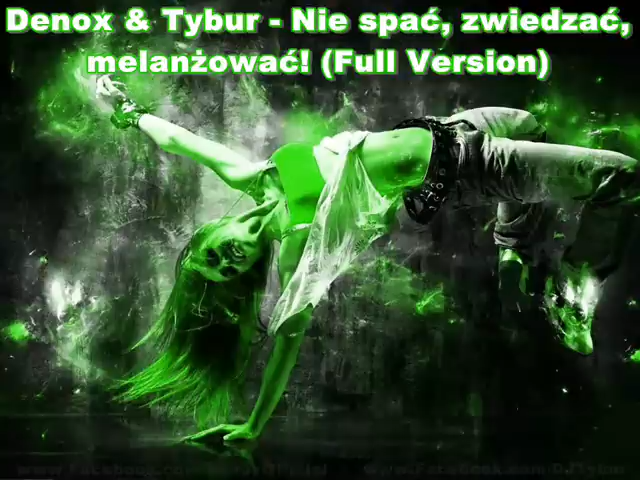 Denox & Tybur - Nie spać, zwiedzać,
melanżować! (Full Version)